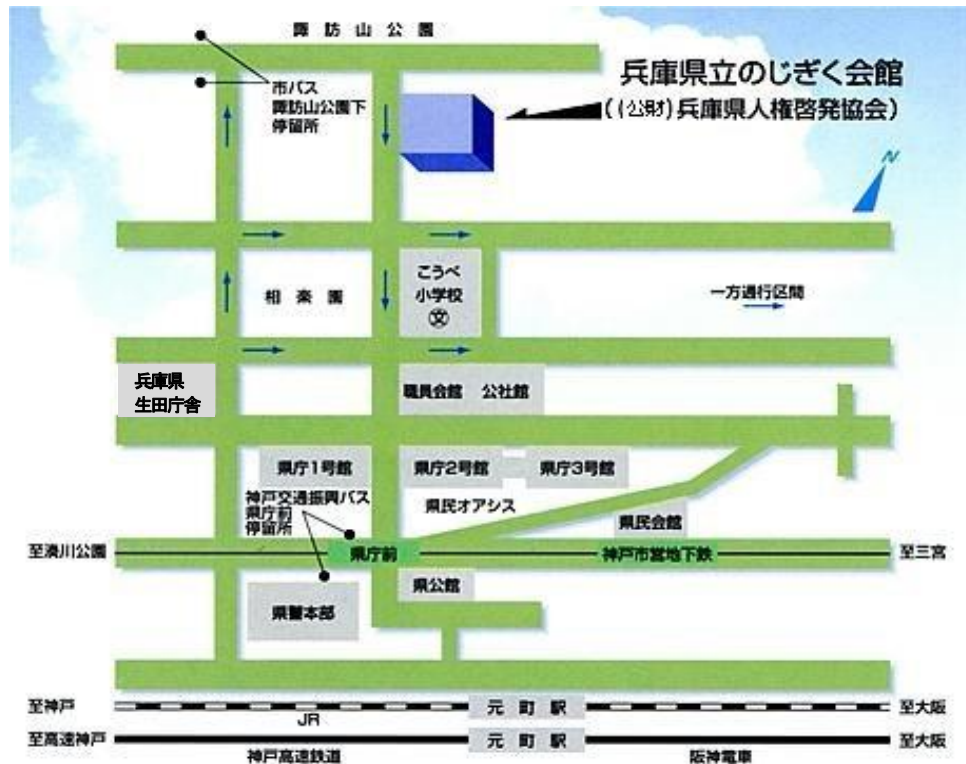 諏訪山公園
兵庫県立のじぎく会館
((公財)兵庫県人権啓発協会)
市バス
諏訪山公園下
停留所
N
こうべ
小学校
文
相楽園
一方通行区間
兵庫県
生田庁舎
職員会館 公社館
県庁1号館
県庁2号館
県庁3号館
神戸交通振興バス
県庁前
停留所
県民オアシス
県民会館
至湊川公園
県庁前
神戸市営地下鉄
至三宮
県公館
県警本部
至神戸
JR
元町駅
至大阪
至高速神戸
神戸高速鉄道
元町駅
阪神電車
至大阪